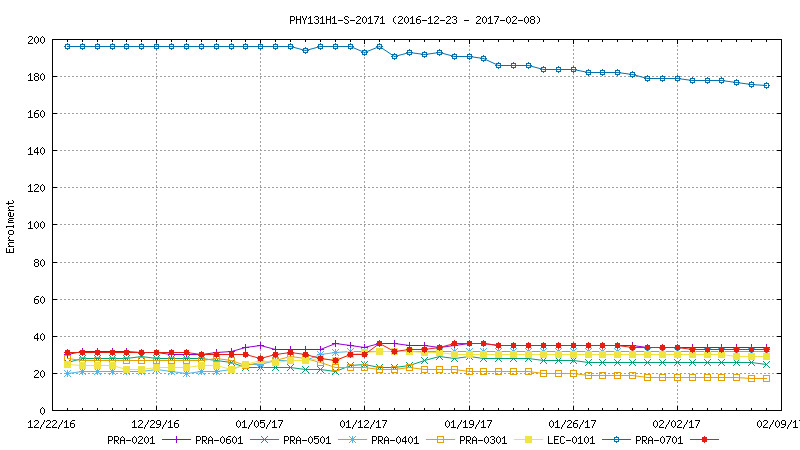 PHY131H1-S-20171 (2016-12-23 - 2017-02-08)
200
180
160
140
120
100
80
60
40
20
0
Enrolment
12/22/16 12/29/16 01/05/17 01/12/17 01/19/17 01/26/17 02/02/17 02/09/1
PRA-0201 PRA-0601 PRA-0501 PRA-0401 PRA-0301 LEC-0101 PRA-0701